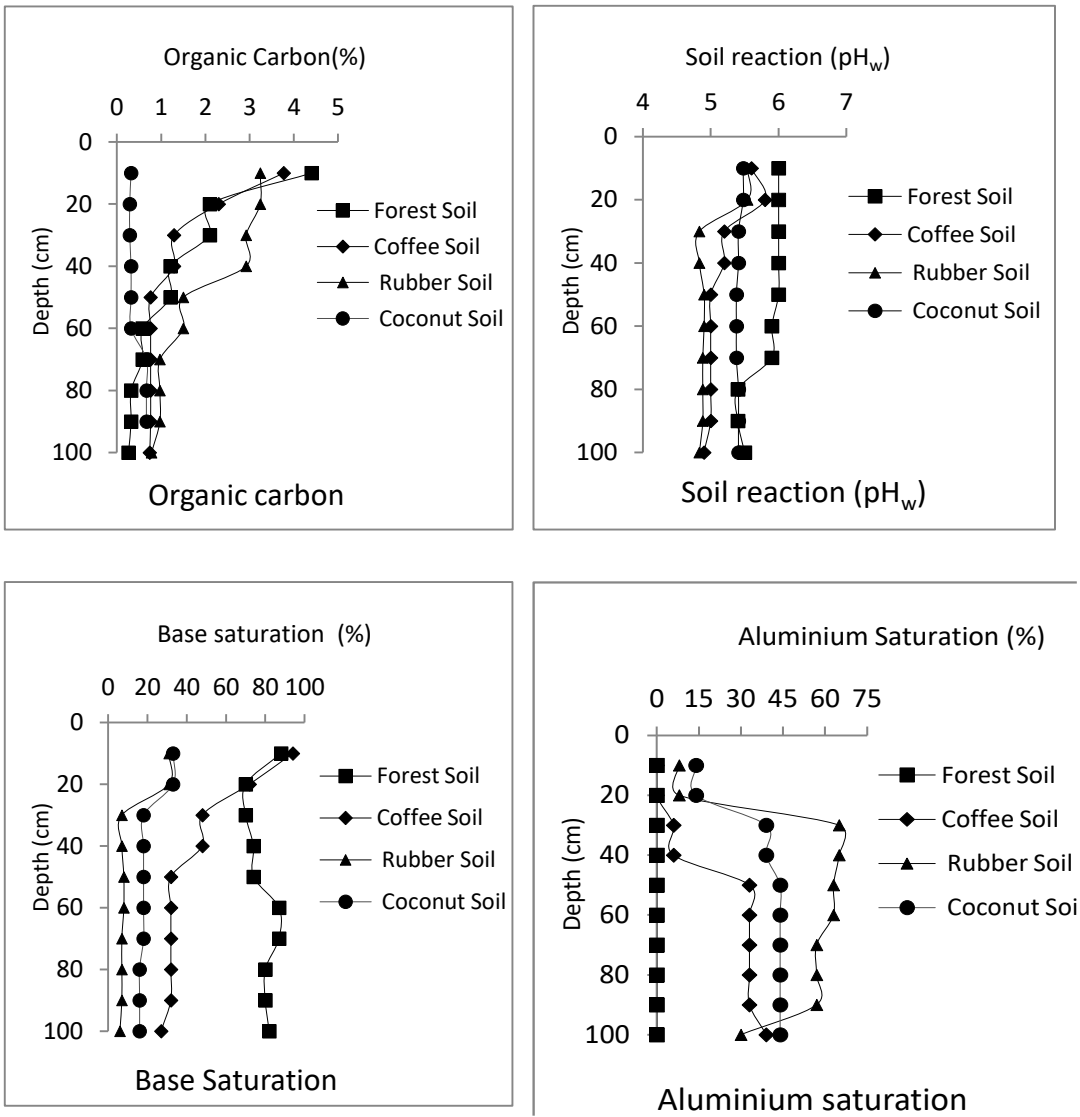 Organic Carbon(%)
0 1 2 3 4 5
0
20
40
60
80
100
Depth (cm)
Forest Soil
Coffee Soil
Rubber Soil
Coconut Soil
Organic carbon
Soil reaction (pHw)
4 5 6 7
0
20
40
60
80
100
Depth (cm)
Forest Soil
Coffee Soil
Rubber Soil
Coconut Soil
Soil reaction (pHw)
Base saturation (%)
0 20 40 60 80 100
0
20
40
60
80
100
Depth (cm)
Forest Soil
Coffee Soil
Rubber Soil
Coconut Soil
Base Saturation
Aluminium Saturation (%)
0 15 30 45 60 75
0
20
40
60
80
100
Depth (cm)
Forest Soil
Coffee Soil
Rubber Soil
Coconut Soi
Aluminium saturation